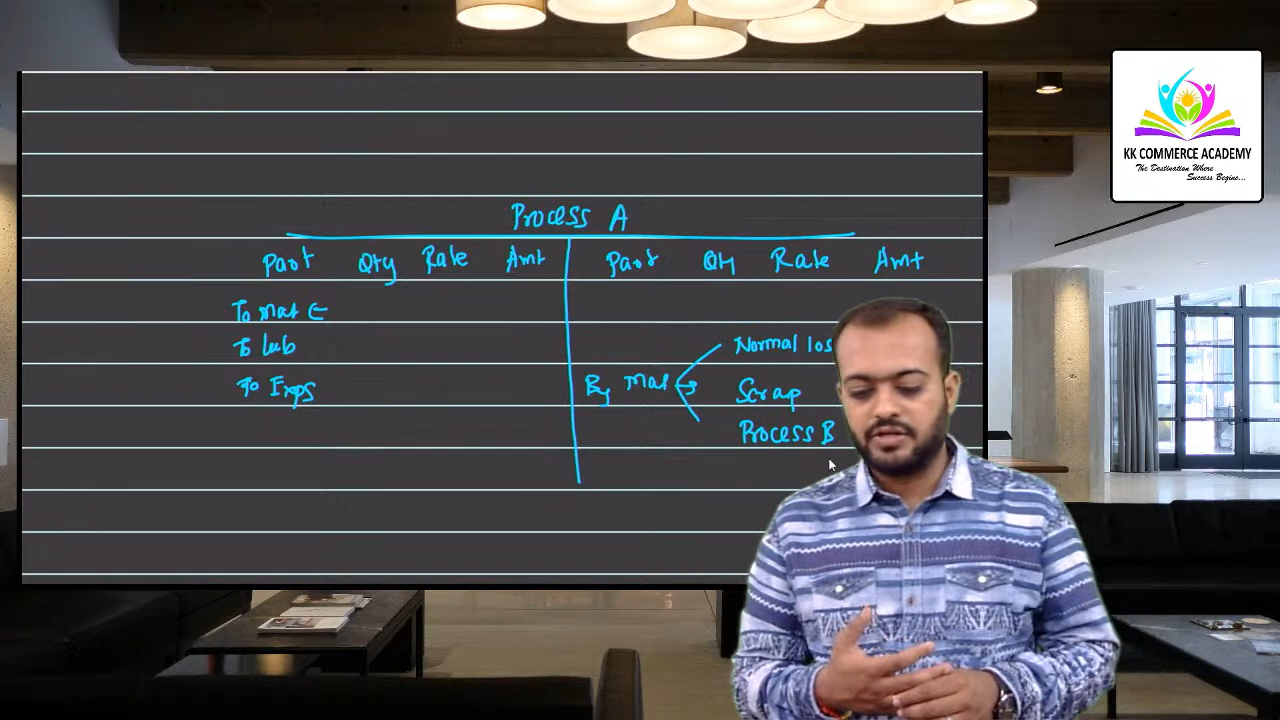 KK COMMERCE ACADEMY
The Destination Where
Success Begins...
Process A
Part Qty Rate Amt Part Qty Rate Amt
To Mat
To Lab
To Exps
Normal los
By Mat
Scrap
Process B